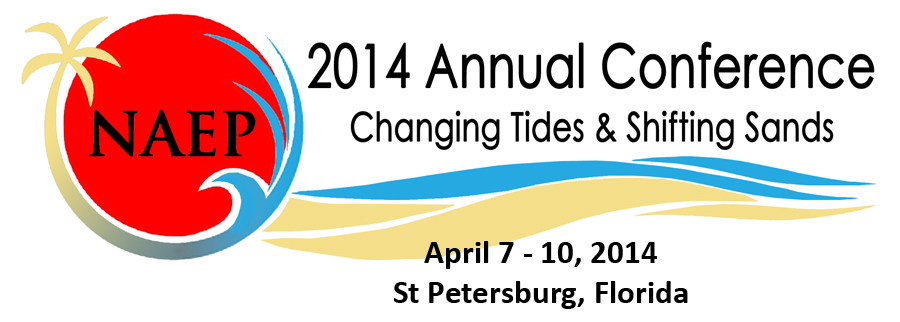 NAEP
2014 Annual Conference
Changing Tides & Shifting Sands
April 7 - 10, 2014
St Petersburg, Florida